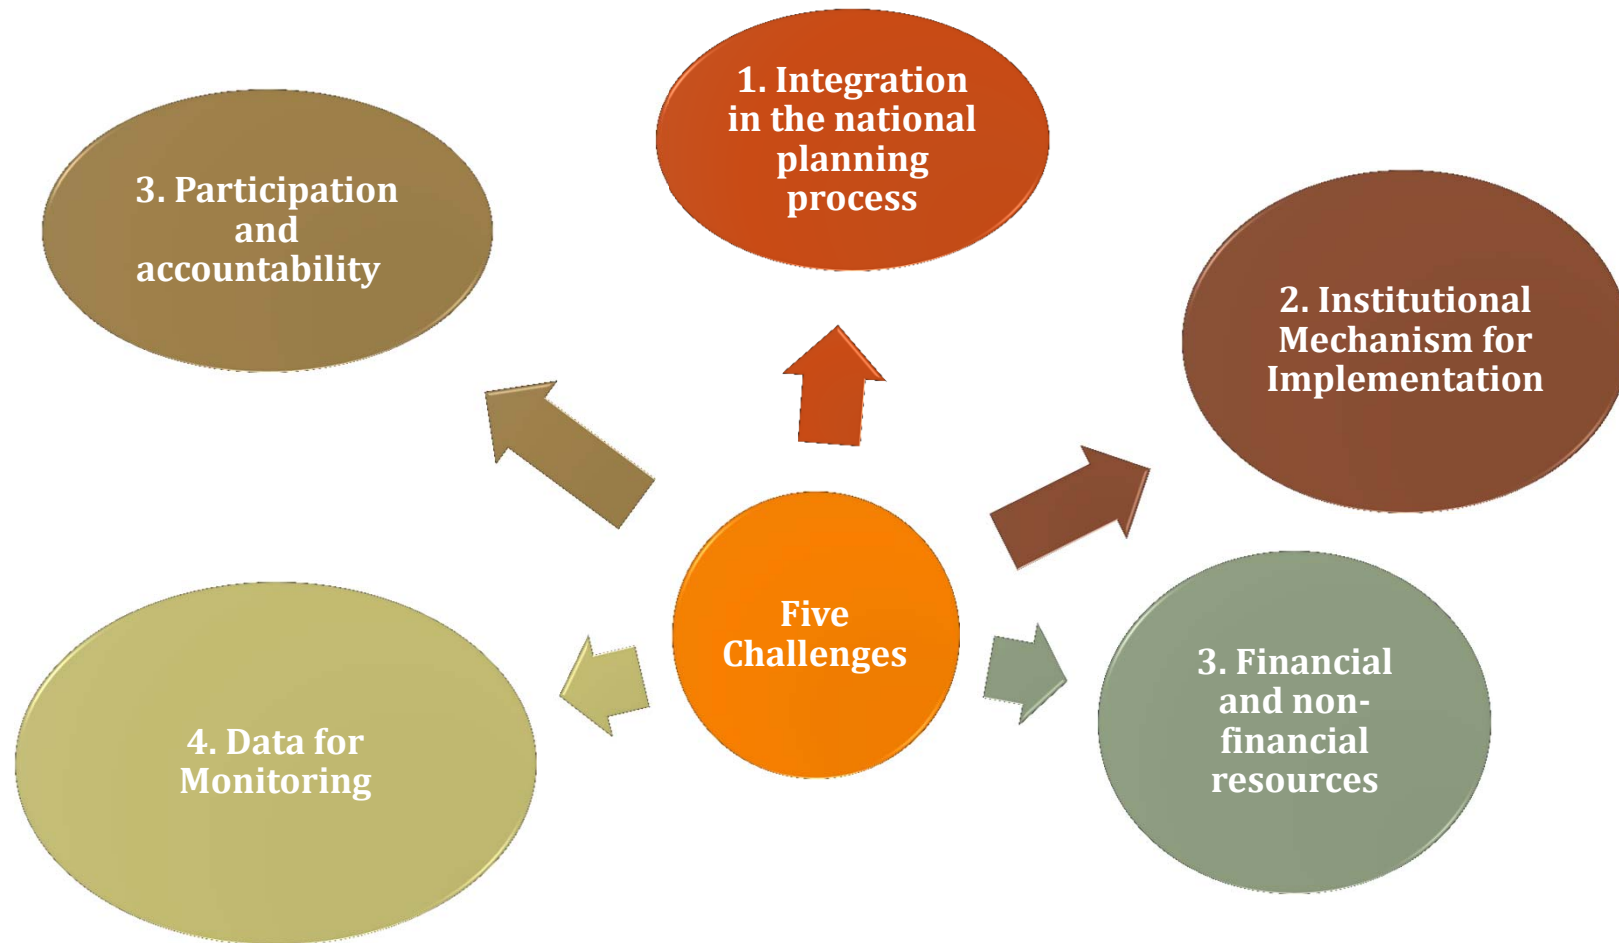 1. Integration
in the national
planning
process
3. Participation
and
accountability
2. Institutional
Mechanism for
Implementation
Five
Challenges
3. Financial
and non-
financial
resources
4. Data for
Monitoring